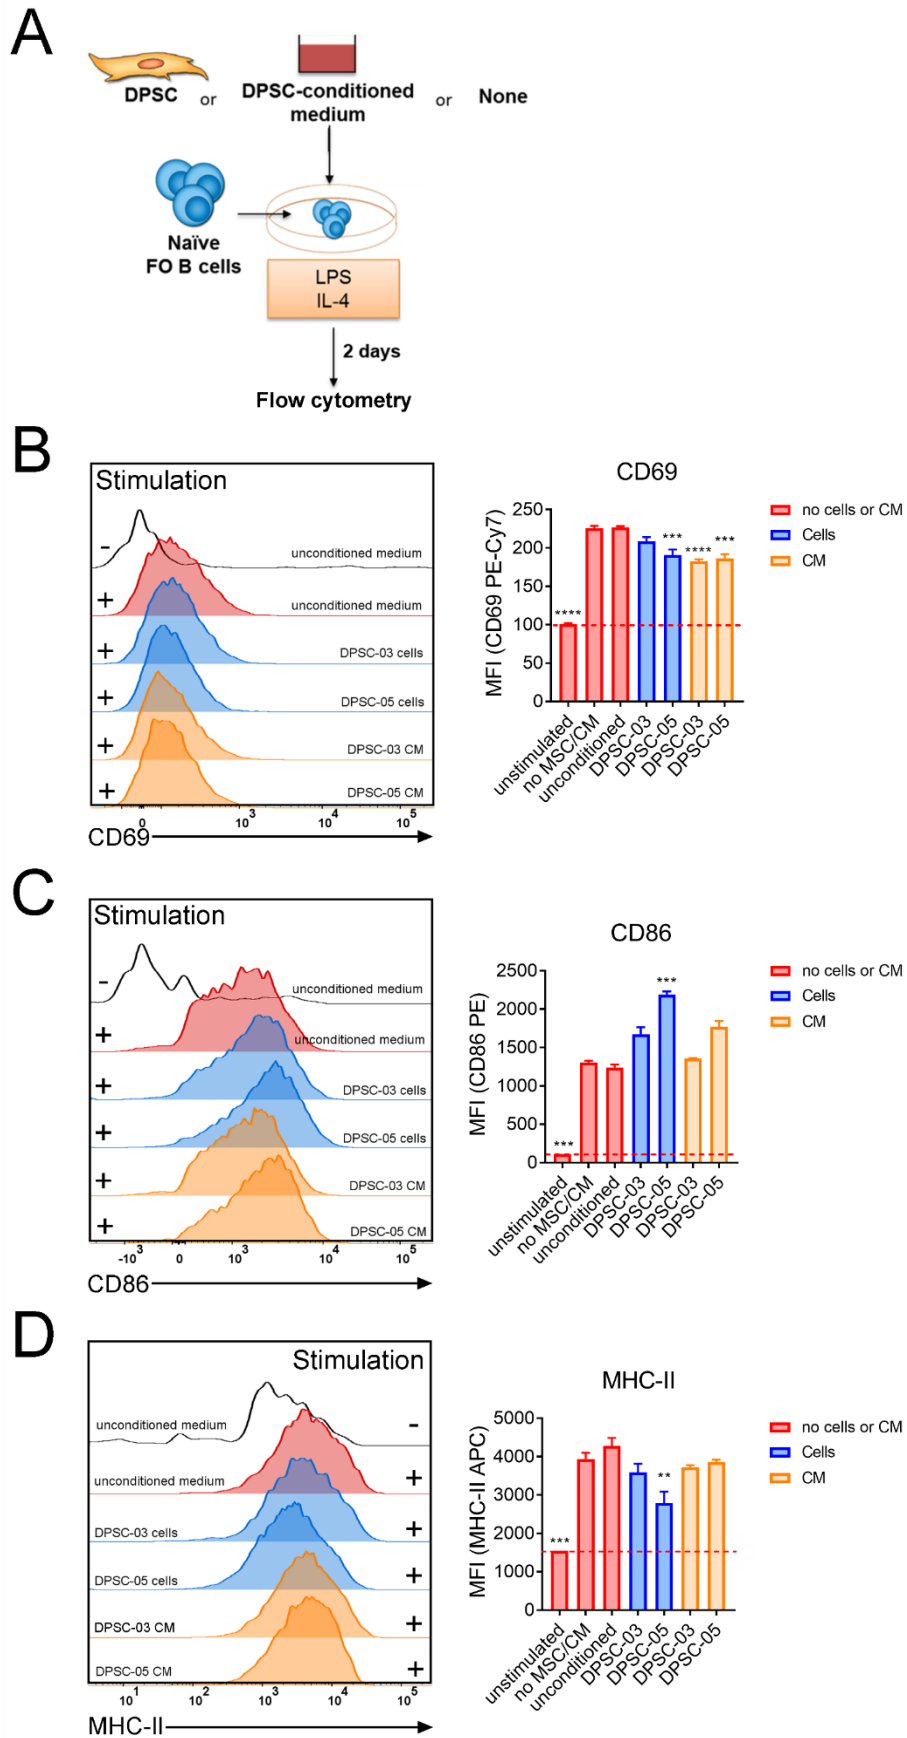 A
DPSC or DPSC-conditioned medium or None
Naïve
FO B cells
LPS
IL-4
2 days
Flow cytometry
B
Stimulation
- unconditioned medium
+ unconditioned medium
+ DPSC-03 cells
+ DPSC-05 cells
+ DPSC-03 CM
+ DPSC-05 CM
0 10³ 10⁴ 10⁵
CD69
CD69
MFI (CD69 PE-Cy7)
250
200
150
100
50
0
****
***
****
***
unstimulated
no MSC/CM
unconditioned
DPSC-03
DPSC-05
DPSC-03
DPSC-05
no cells or CM
Cells
CM
C
Stimulation
- unconditioned medium
+ unconditioned medium
+ DPSC-03 cells
+ DPSC-05 cells
+ DPSC-03 CM
+ DPSC-05 CM
-10³ 0 10³ 10⁴ 10⁵
CD86
CD86
MFI (CD86 PE)
2500
2000
1500
1000
500
0
***
***
unstimulated
no MSC/CM
unconditioned
DPSC-03
DPSC-05
DPSC-03
DPSC-05
no cells or CM
Cells
CM
D
Stimulation
unconditioned medium -
unconditioned medium +
DPSC-03 cells +
DPSC-05 cells +
DPSC-03 CM +
DPSC-05 CM +
10¹ 10² 10³ 10⁴ 10⁵
MHC-II
MHC-II
MFI (MHC-II APC)
5000
4000
3000
2000
1000
0
***
**
unstimulated
no MSC/CM
unconditioned
DPSC-03
DPSC-05
DPSC-03
DPSC-05
no cells or CM
Cells
CM